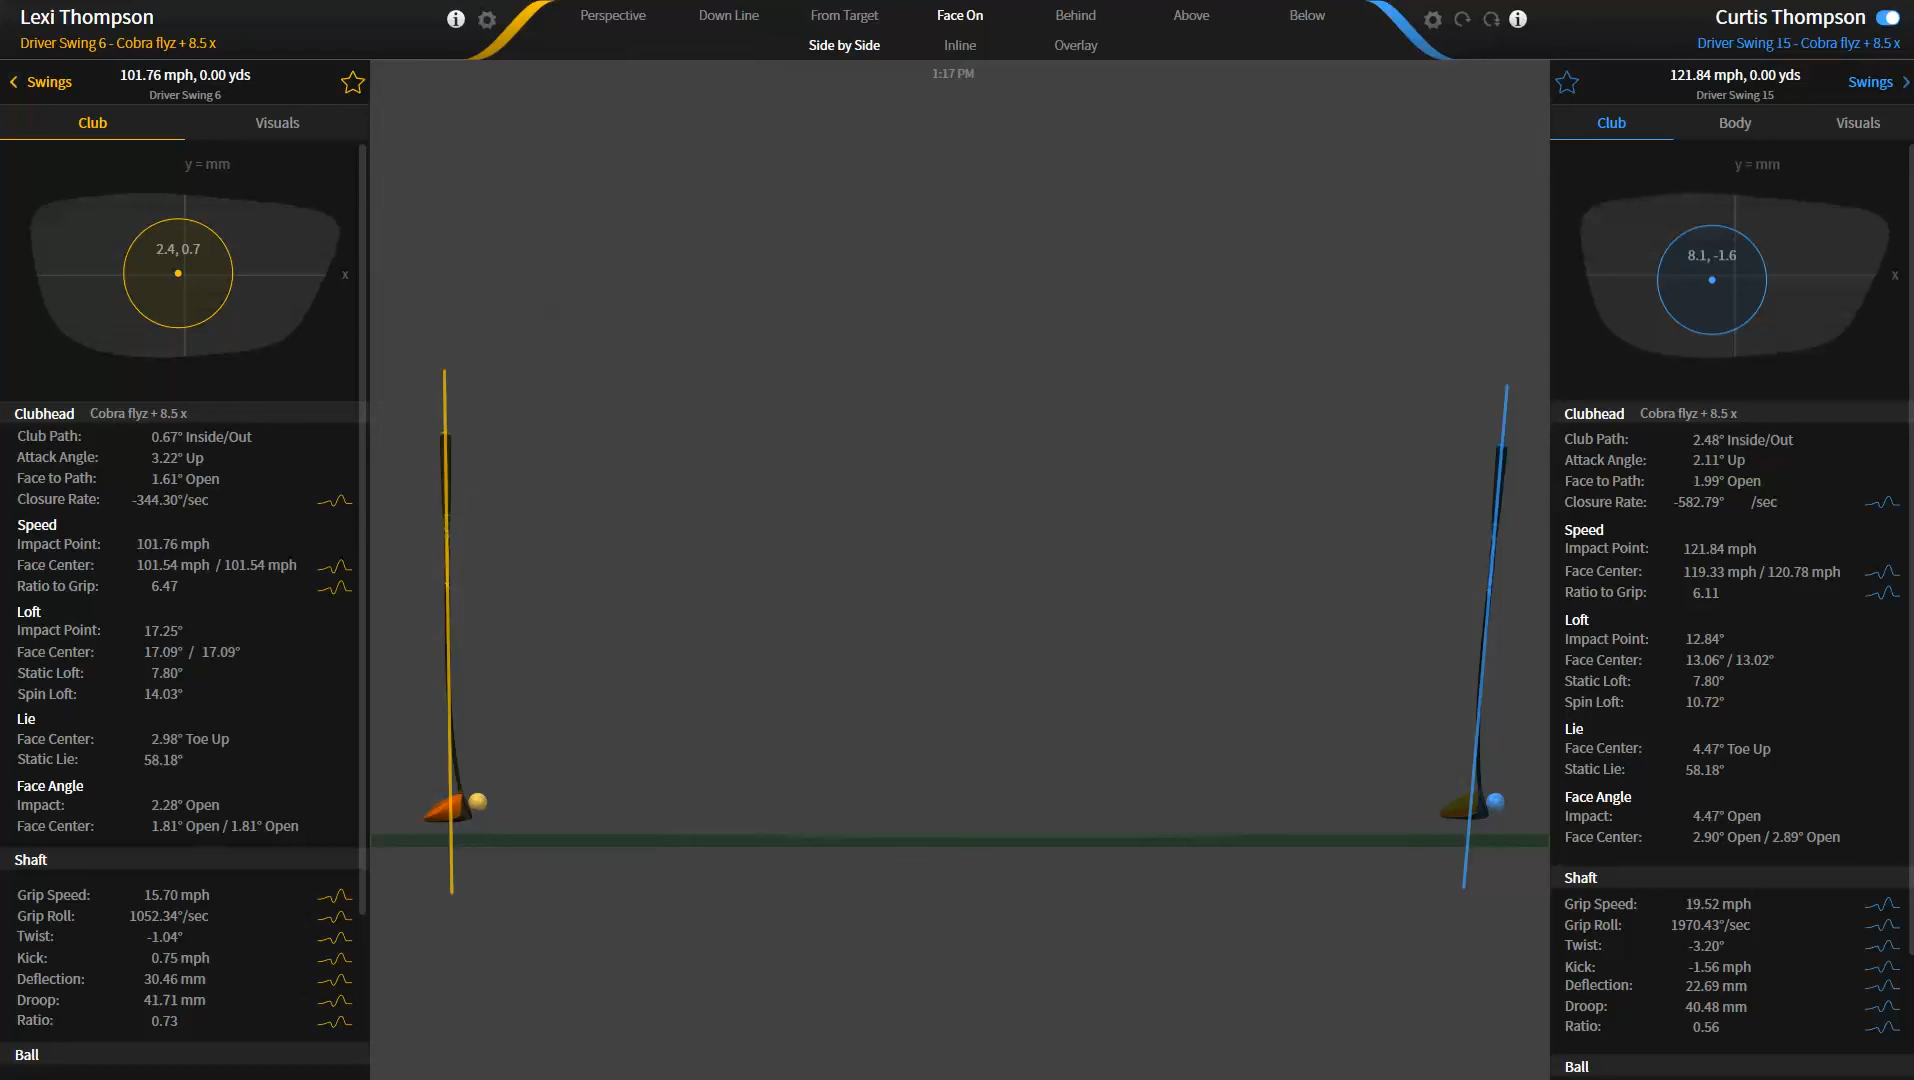 Lexi Thompson
Driver Swing 6 - Cobra flyz + 8.5 x
Perspective Down Line From Target Face On Behind Above Below
Side by Side Inline Overlay
Curtis Thompson
Driver Swing 15 - Cobra flyz + 8.5 x
1:17 PM
Swings
101.76 mph, 0.00 yds
Driver Swing 6
Club Visuals
y = mm
2.4, 0.7
x
Clubhead Cobra flyz + 8.5 x
Club Path: 0.67° Inside/Out
Attack Angle: 3.22° Up
Face to Path: 1.61° Open
Closure Rate: -344.30°/sec
Speed
Impact Point: 101.76 mph
Face Center: 101.54 mph / 101.54 mph
Ratio to Grip: 6.47
Loft
Impact Point: 17.25°
Face Center: 17.09° / 17.09°
Static Loft: 7.80°
Spin Loft: 14.03°
Lie
Face Center: 2.98° Toe Up
Static Lie: 58.18°
Face Angle
Impact: 2.28° Open
Face Center: 1.81° Open / 1.81° Open
Shaft
Grip Speed: 15.70 mph
Grip Roll: 1052.34°/sec
Twist: -1.04°
Kick: 0.75 mph
Deflection: 30.46 mm
Droop: 41.71 mm
Ratio: 0.73
Ball
121.84 mph, 0.00 yds
Driver Swing 15
Swings
Club Body Visuals
y = mm
8.1, -1.6
x
Clubhead Cobra flyz + 8.5 x
Club Path: 2.48° Inside/Out
Attack Angle: 2.11° Up
Face to Path: 1.99° Open
Closure Rate: -582.79° /sec
Speed
Impact Point: 121.84 mph
Face Center: 119.33 mph / 120.78 mph
Ratio to Grip: 6.11
Loft
Impact Point: 12.84°
Face Center: 13.06° / 13.02°
Static Loft: 7.80°
Spin Loft: 10.72°
Lie
Face Center: 4.47° Toe Up
Static Lie: 58.18°
Face Angle
Impact: 4.47° Open
Face Center: 2.90° Open / 2.89° Open
Shaft
Grip Speed: 19.52 mph
Grip Roll: 1970.43°/sec
Twist: -3.20°
Kick: -1.56 mph
Deflection: 22.69 mm
Droop: 40.48 mm
Ratio: 0.56
Ball